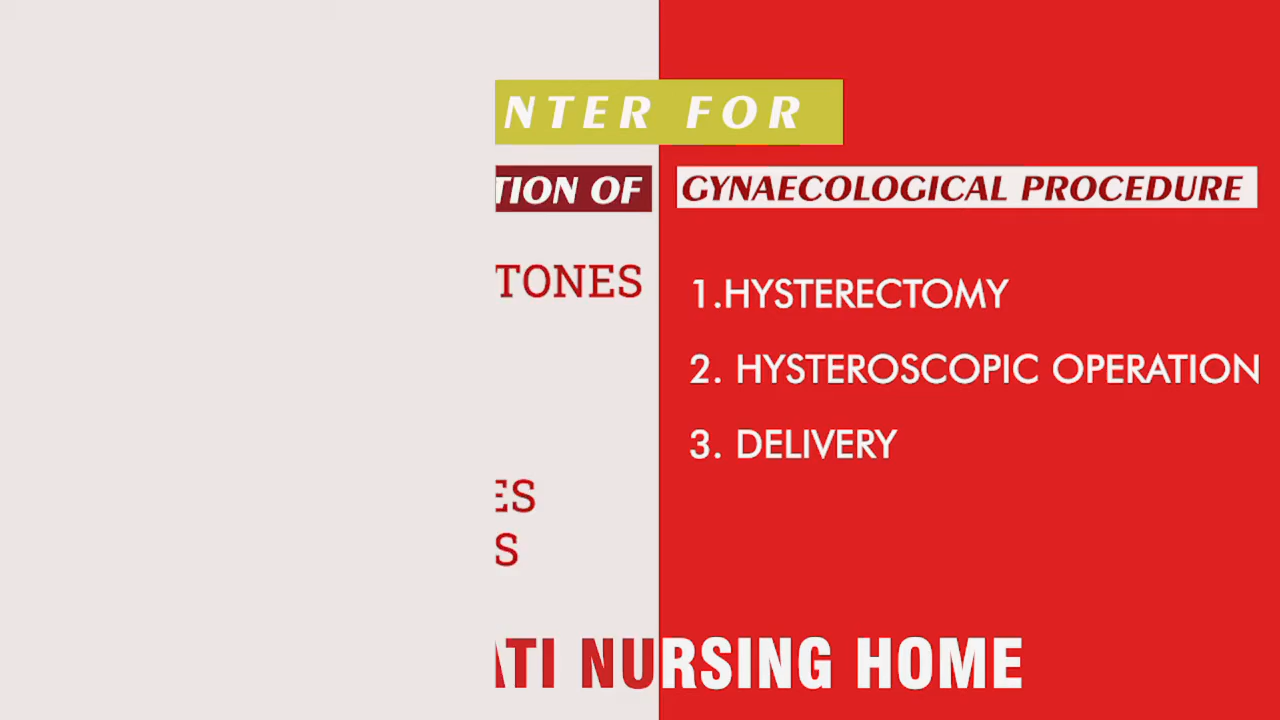 NTER FOR
TION OF
GYNAECOLOGICAL PROCEDURE
TONES
1.HYSTERECTOMY
2. HYSTEROSCOPIC OPERATION
3. DELIVERY
ES
S
ATI NURSING HOME